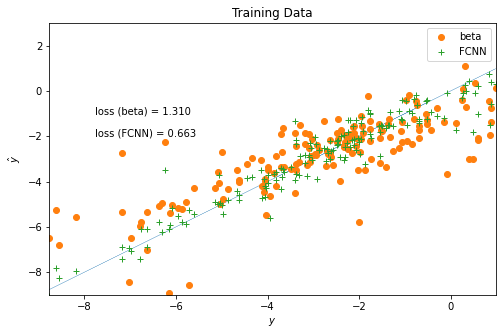 Training Data
beta
FCNN
loss (beta) = 1.310
loss (FCNN) = 0.663
ŷ
2
0
−2
−4
−6
−8
−8
−6
−4
−2
0
y